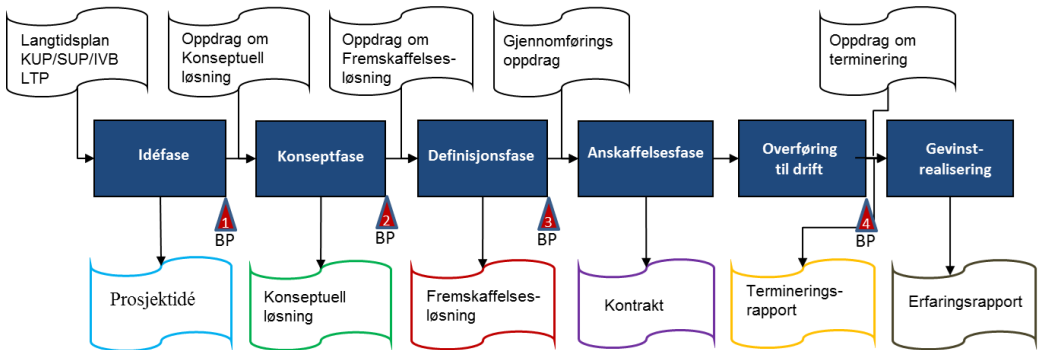 Langtidsplan
KUP/SUP/IVB
LTP
Oppdrag om
Konseptuell
løsning
Oppdrag om
Fremskaffelses-
løsning
Gjennomførings
oppdrag
Oppdrag om
terminering
Idéfase
Konseptfase
Definisjonsfase
Anskaffelsesfase
Overføring
til drift
Gevinst-
realisering
1
BP
2
BP
3
BP
4
BP
Prosjektidé
Konseptuell
løsning
Fremskaffelses-
løsning
Kontrakt
Terminerings-
rapport
Erfaringsrapport